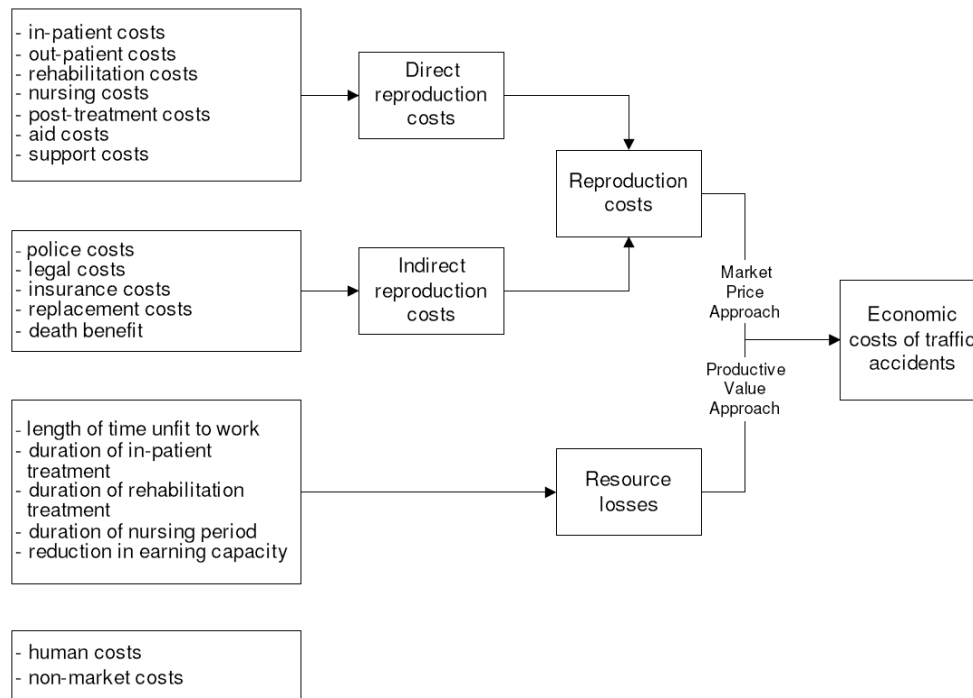 - in-patient costs
- out-patient costs
- rehabilitation costs
- nursing costs
- post-treatment costs
- aid costs
- support costs
Direct
reproduction
costs
Reproduction
costs
- police costs
- legal costs
- insurance costs
- replacement costs
- death benefit
Indirect
reproduction
costs
Market
Price
Approach
Productive
Value
Approach
Economic
costs of traffic
accidents
- length of time unfit to work
- duration of in-patient
treatment
- duration of rehabilitation
treatment
- duration of nursing period
- reduction in earning capacity
Resource
losses
- human costs
- non-market costs